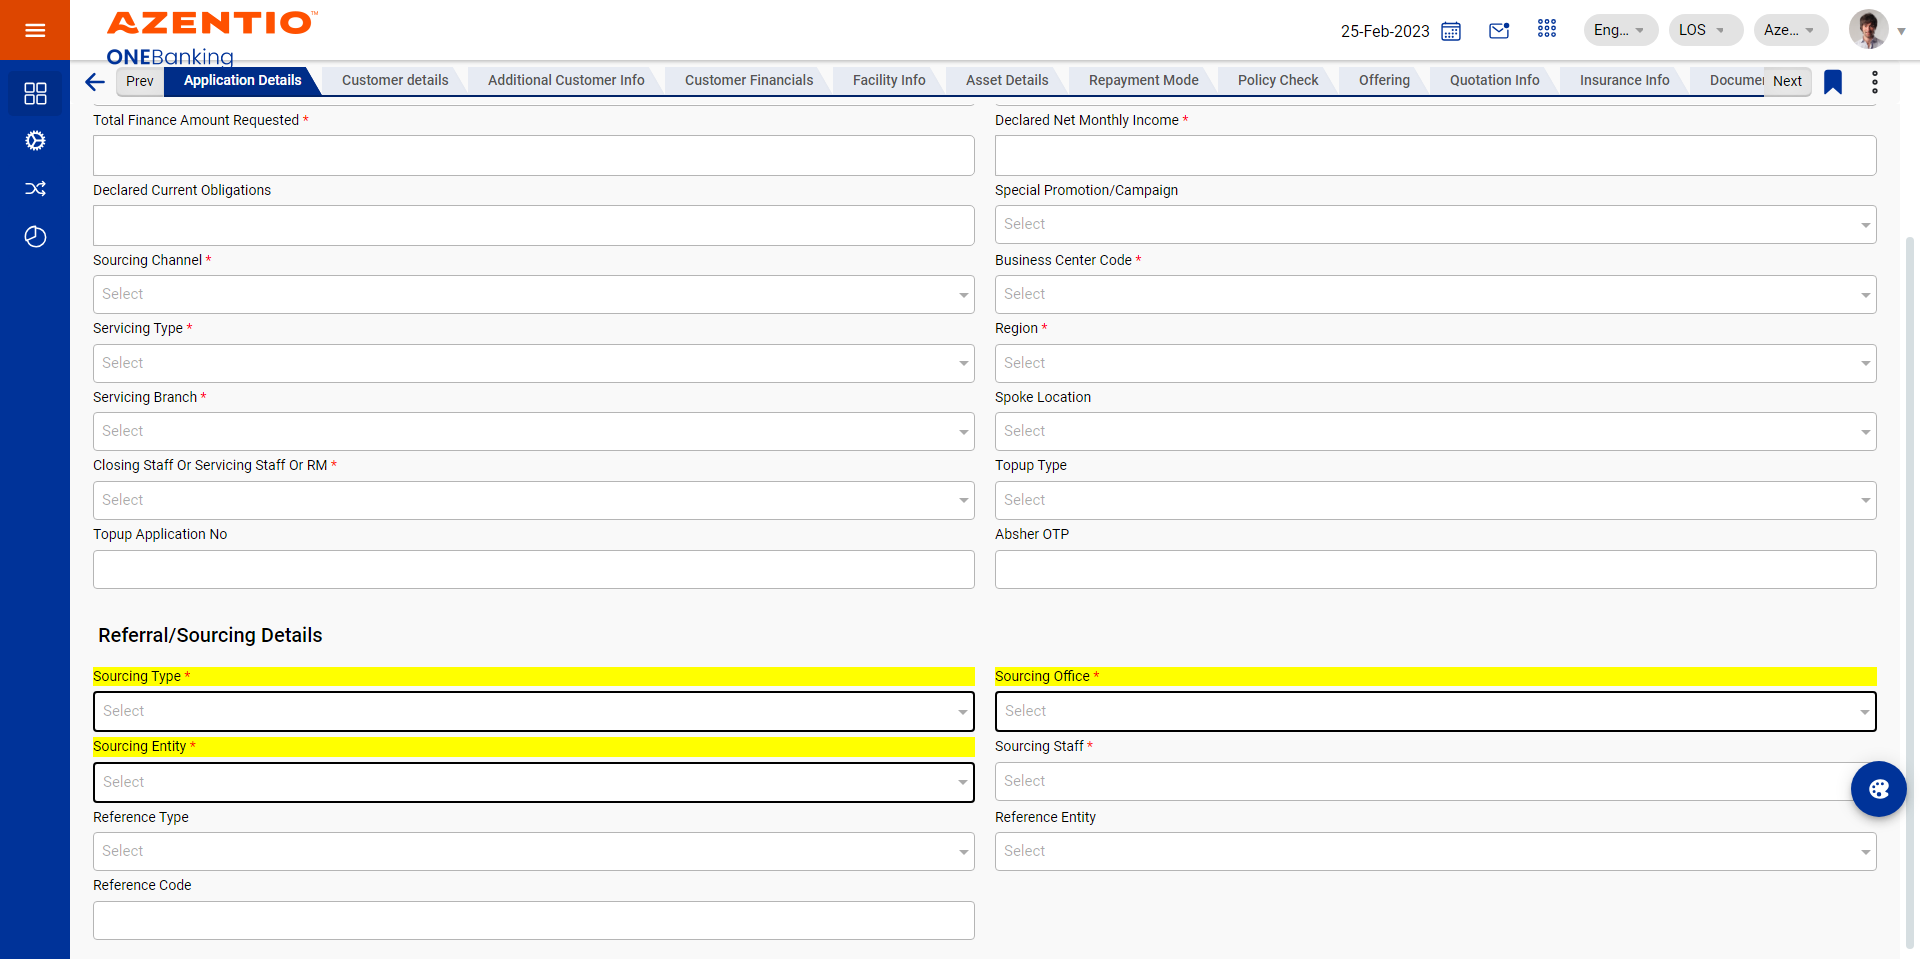 AZENTIO™
ONEBanking
25-Feb-2023
Eng...
LOS
Aze...
Prev
Application Details
Customer details
Additional Customer Info
Customer Financials
Facility Info
Asset Details
Repayment Mode
Policy Check
Offering
Quotation Info
Insurance Info
Documen
Next
Total Finance Amount Requested *
Declared Net Monthly Income *
Declared Current Obligations
Special Promotion/Campaign
Select
Sourcing Channel *
Business Center Code *
Select
Select
Servicing Type *
Region *
Select
Select
Servicing Branch *
Spoke Location
Select
Select
Closing Staff Or Servicing Staff Or RM *
Topup Type
Select
Select
Topup Application No
Absher OTP
Referral/Sourcing Details
Sourcing Type *
Sourcing Office *
Select
Select
Sourcing Entity *
Sourcing Staff *
Select
Select
Reference Type
Reference Entity
Select
Select
Reference Code